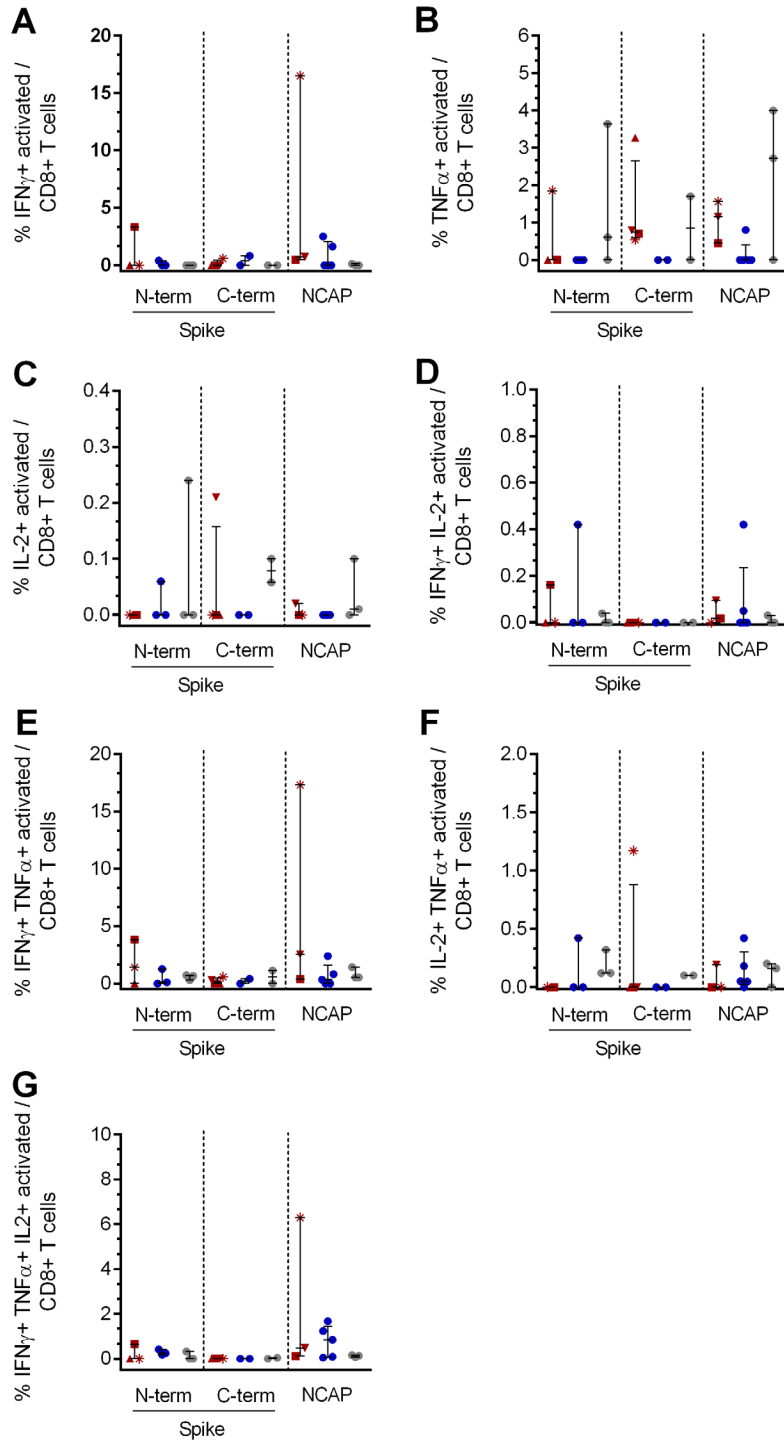 A
% IFNγ+ activated /
CD8+ T cells
20
15
10
5
0
N-term
C-term
NCAP
Spike
B
% TNFα+ activated /
CD8+ T cells
6
5
4
3
2
1
0
N-term
C-term
NCAP
Spike
C
% IL-2+ activated /
CD8+ T cells
0.4
0.3
0.2
0.1
0.0
N-term
C-term
NCAP
Spike
D
% IFNγ+ IL-2+ activated /
CD8+ T cells
1.0
0.8
0.6
0.4
0.2
0.0
N-term
C-term
NCAP
Spike
E
% IFNγ+ TNFα+ activated /
CD8+ T cells
20
15
10
5
0
N-term
C-term
NCAP
Spike
F
% IL-2+ TNFα+ activated /
CD8+ T cells
2.0
1.5
1.0
0.5
0.0
N-term
C-term
NCAP
Spike
G
% IFNγ+ TNFα+ IL2+ activated /
CD8+ T cells
10
8
6
4
2
0
N-term
C-term
NCAP
Spike